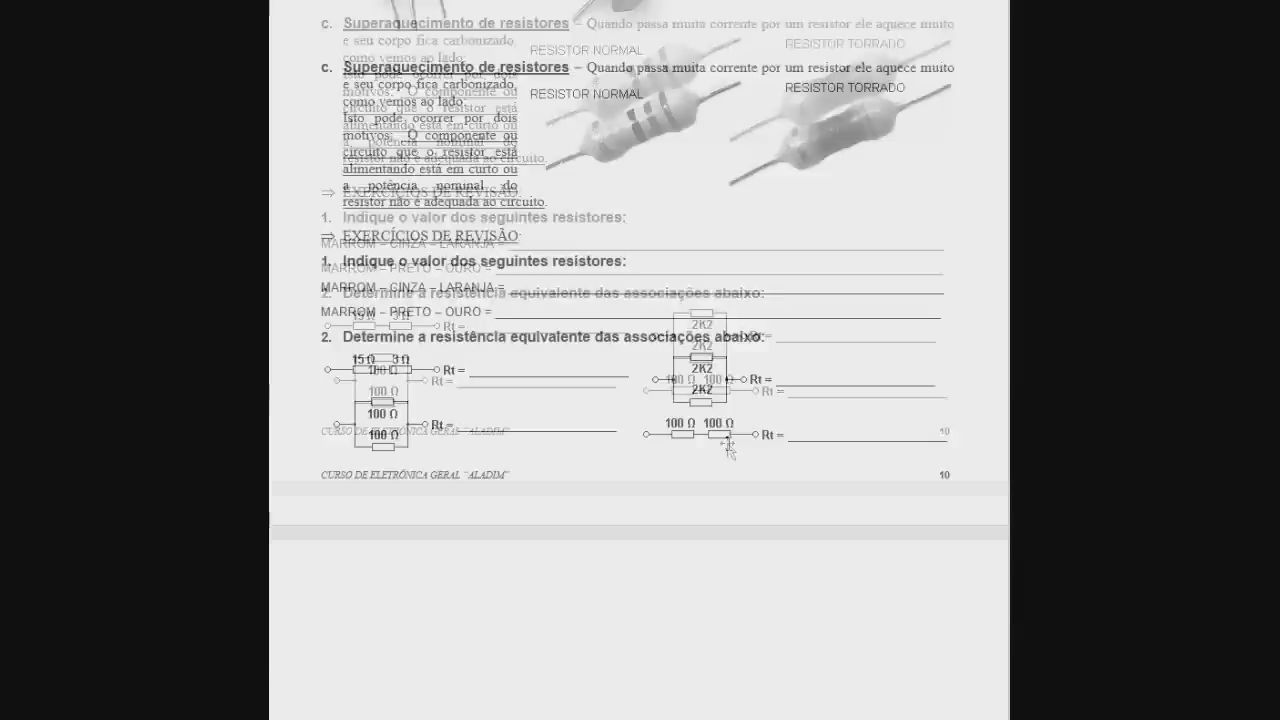 c. Superaquecimento de resistores – Quando passa muita corrente por um resistor ele aquece muito
e seu corpo fica carbonizado,
como vemos ao lado:
Isto pode ocorrer por dois
motivos: O componente ou
circuito que o resistor está
alimentando está em curto ou
a potência nominal do
resistor não é adequada ao circuito.
RESISTOR NORMAL
RESISTOR TORRADO
⇒ EXERCÍCIOS DE REVISÃO:
1. Indique o valor dos seguintes resistores:
MARROM – CINZA – LARANJA =
MARROM – PRETO – OURO =
2. Determine a resistência equivalente das associações abaixo:
15 Ω 3 Ω Rt =
2K2
2K2
Rt =
100 Ω
100 Ω
Rt =
100 Ω 100 Ω Rt =
CURSO DE ELETRÔNICA GERAL ¨ALADIM¨ 10